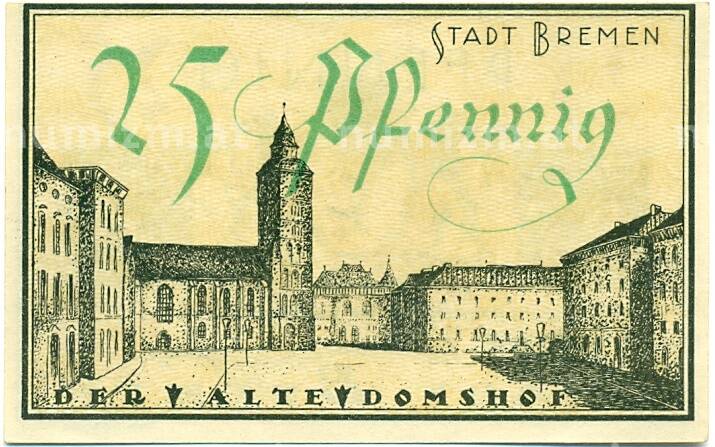 STADT BREMEN
25 Pfennig
DER ALTE DOMSHOF